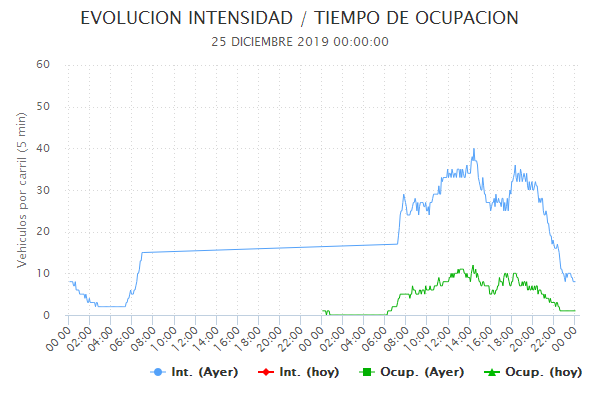 EVOLUCION INTENSIDAD / TIEMPO DE OCUPACION
25 DICIEMBRE 2019 00:00:00
Vehiculos por carril (5 min)
60
50
40
30
20
10
0
00:00 02:00 04:00 06:00 08:00 10:00 12:00 14:00 16:00 18:00 20:00 22:00 00:00 02:00 04:00 06:00 08:00 10:00 12:00 14:00 16:00 18:00 20:00 22:00 00:00
Int. (Ayer) Int. (hoy) Ocup. (Ayer) Ocup. (hoy)